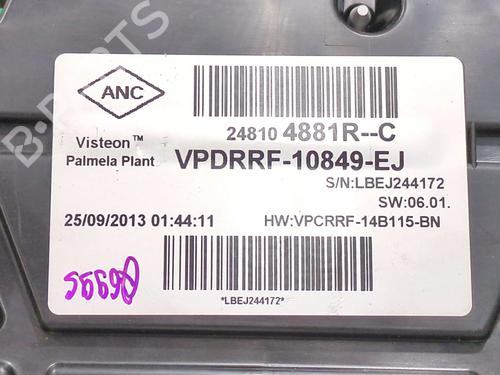 ANC
24810 4881R--C
Visteon™
Palmela Plant
VPDRRF-10849-EJ
S/N:LBEJ244172
SW:06.01.
25/09/2013 01:44:11
HW:VPCRRF-14B115-BN
*LBEJ244172*
B-PARTS